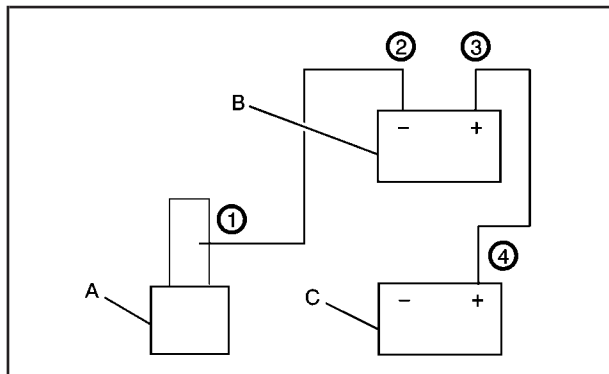 ② ③
B
− +
①
④
A
C
− +